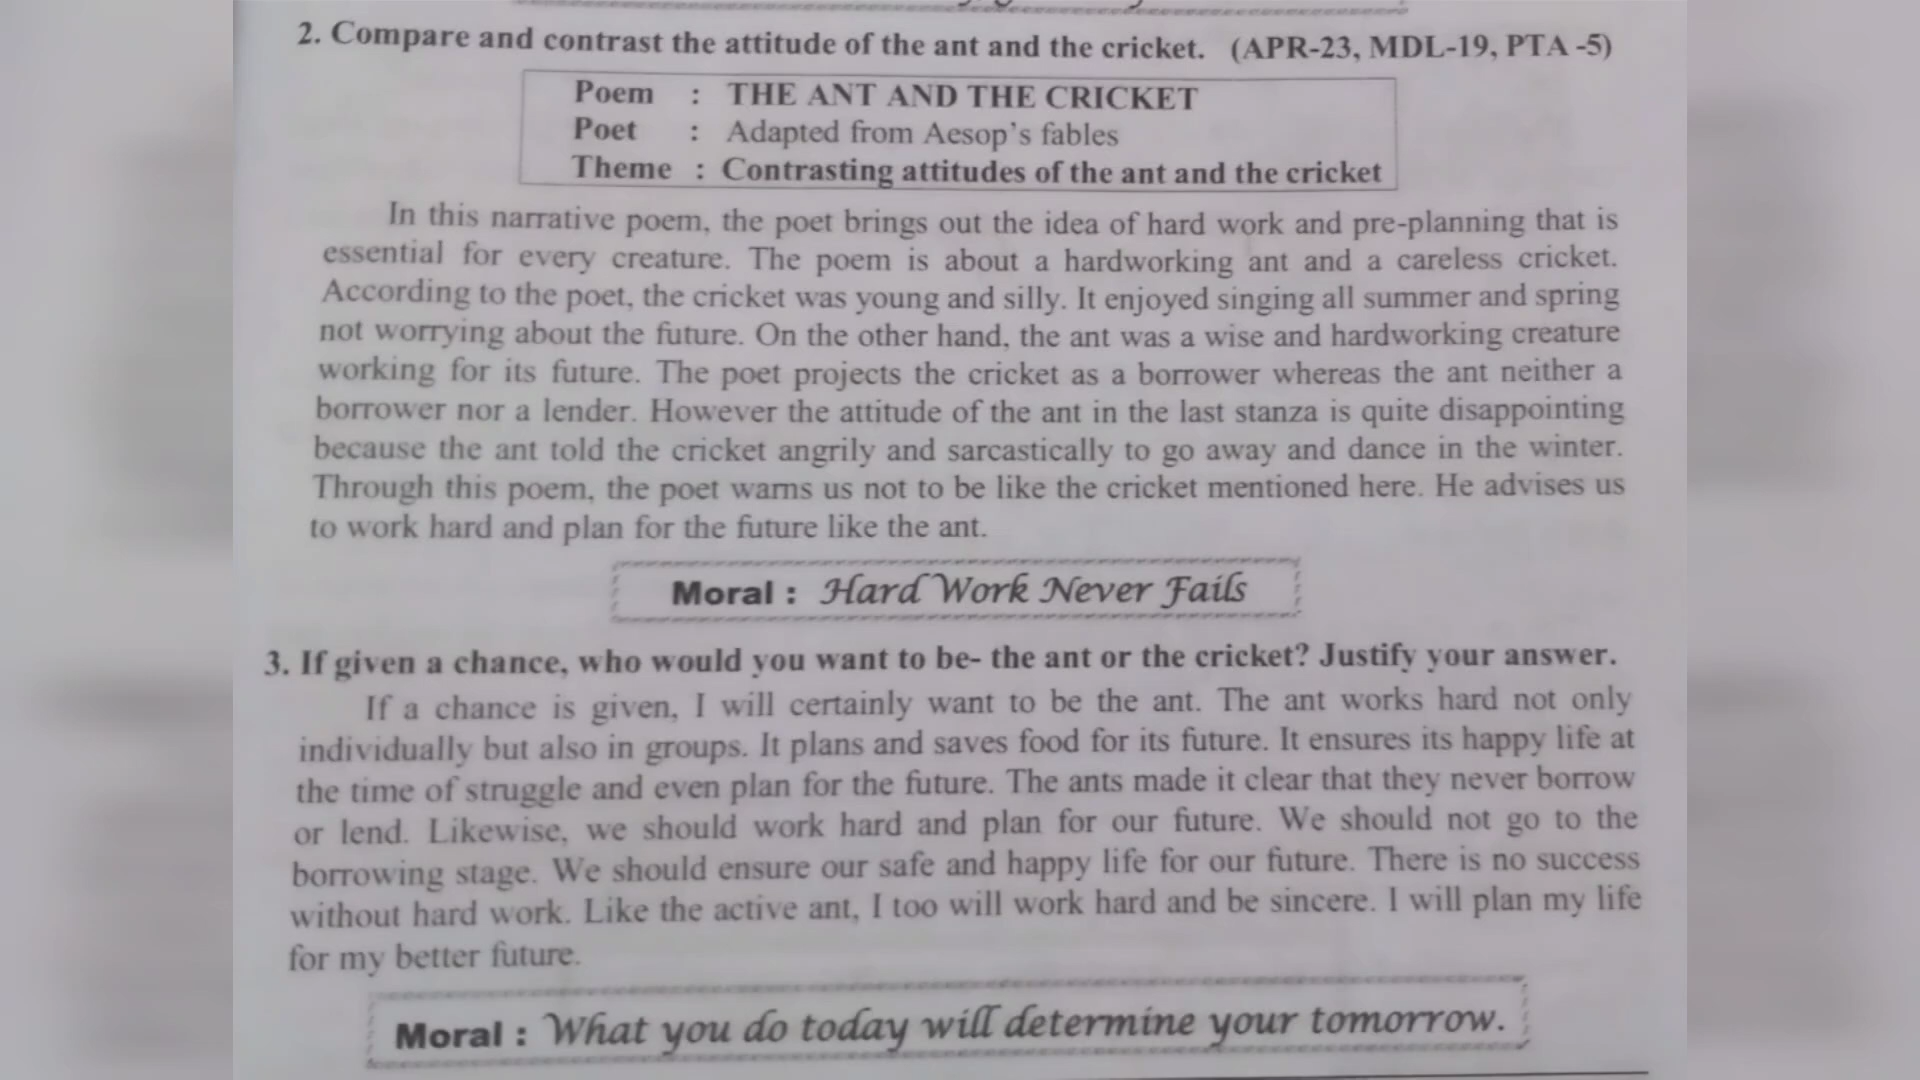 2. Compare and contrast the attitude of the ant and the cricket. (APR-23, MDL-19, PTA -5)
Poem : THE ANT AND THE CRICKET
Poet : Adapted from Aesop's fables
Theme : Contrasting attitudes of the ant and the cricket
In this narrative poem, the poet brings out the idea of hard work and pre-planning that is
essential for every creature. The poem is about a hardworking ant and a careless cricket.
According to the poet, the cricket was young and silly. It enjoyed singing all summer and spring
not worrying about the future. On the other hand, the ant was a wise and hardworking creature
working for its future. The poet projects the cricket as a borrower whereas the ant neither a
borrower nor a lender. However the attitude of the ant in the last stanza is quite disappointing
because the ant told the cricket angrily and sarcastically to go away and dance in the winter.
Through this poem, the poet warns us not to be like the cricket mentioned here. He advises us
to work hard and plan for the future like the ant.
Moral : Hard Work Never Fails
3. If given a chance, who would you want to be- the ant or the cricket? Justify your answer.
If a chance is given, I will certainly want to be the ant. The ant works hard not only
individually but also in groups. It plans and saves food for its future. It ensures its happy life at
the time of struggle and even plan for the future. The ants made it clear that they never borrow
or lend. Likewise, we should work hard and plan for our future. We should not go to the
borrowing stage. We should ensure our safe and happy life for our future. There is no success
without hard work. Like the active ant, I too will work hard and be sincere. I will plan my life
for my better future.
Moral : What you do today will determine your tomorrow.